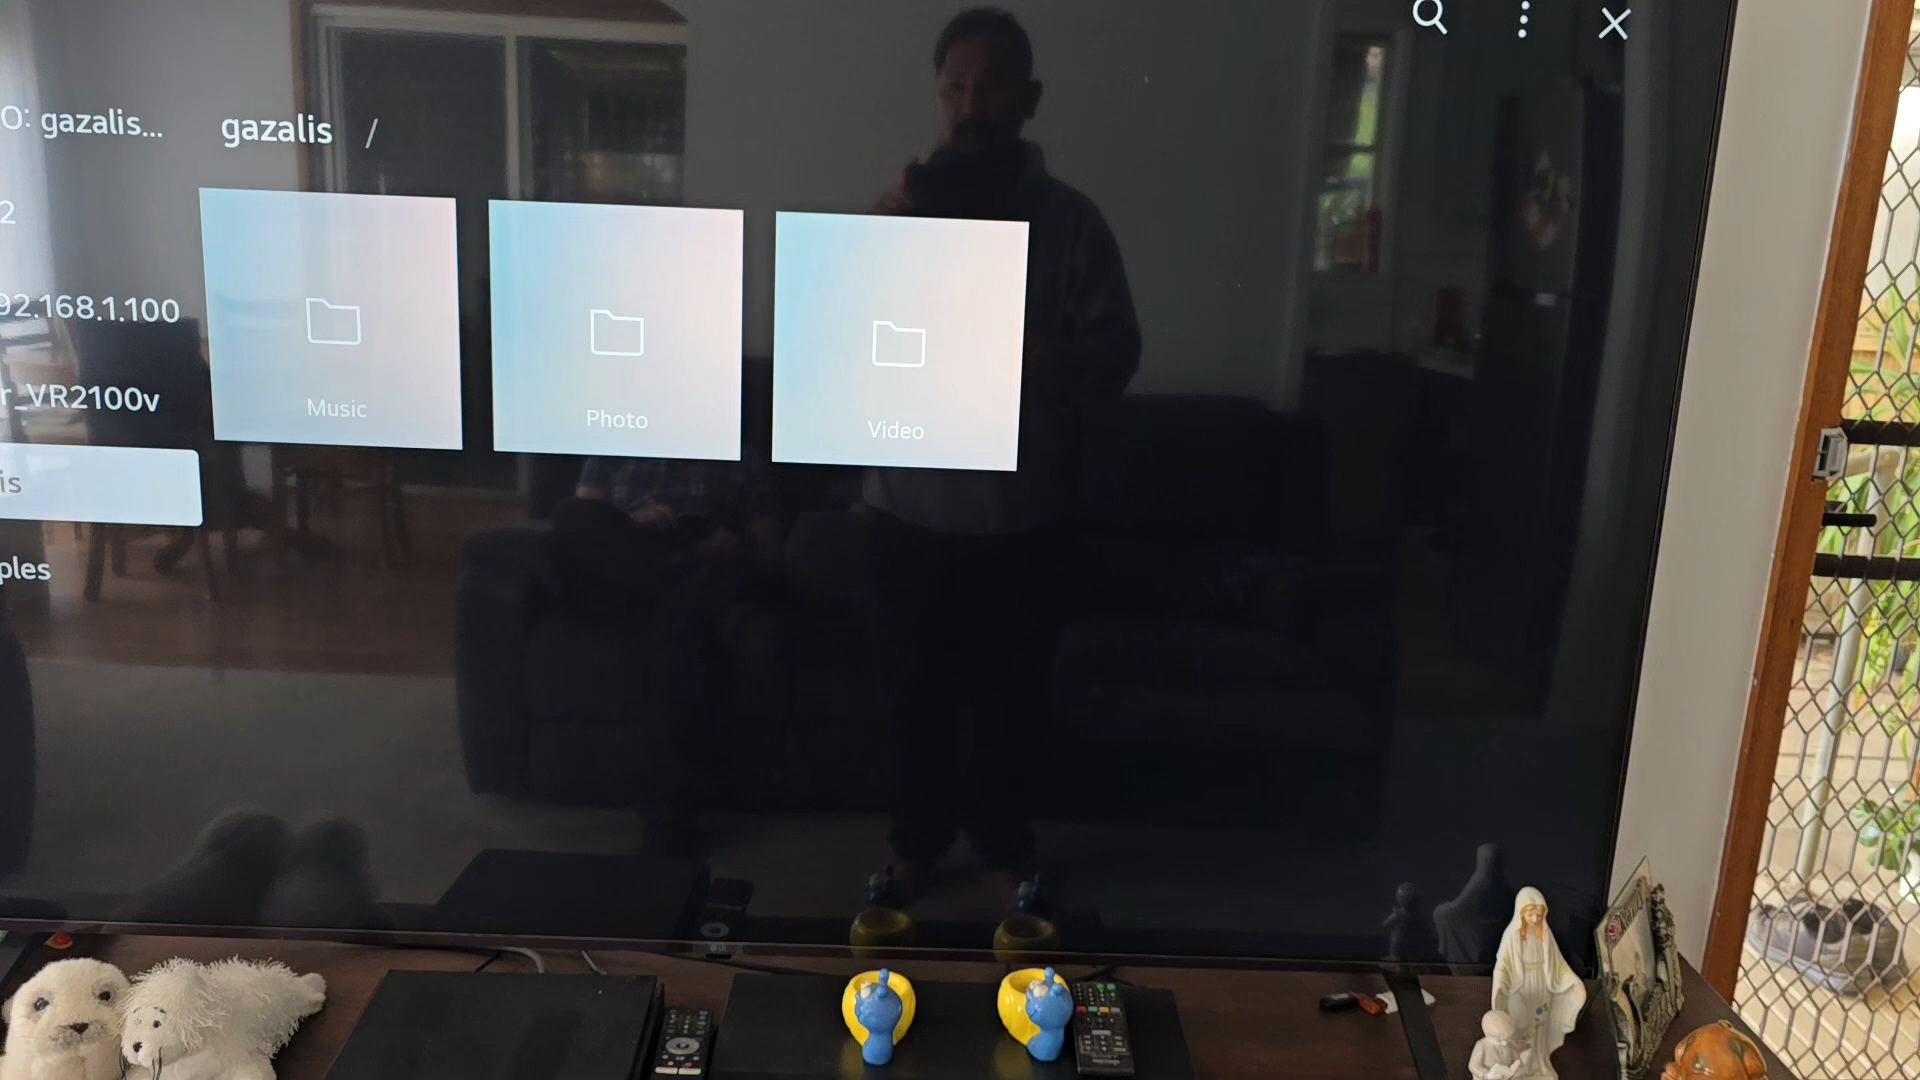 O: gazalis...
gazalis /
2
92.168.1.100
r_VR2100v
is
ples
Music
Photo
Video